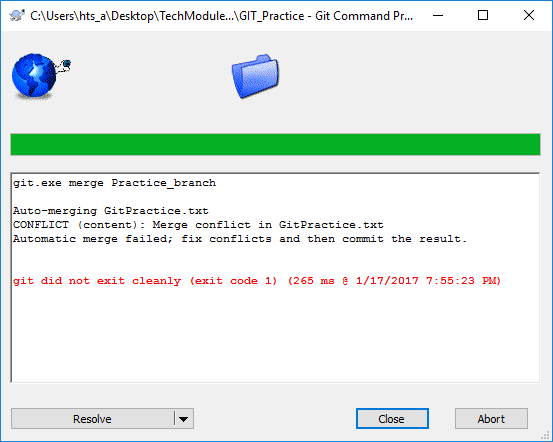 C:\Users\hts_a\Desktop\TechModule...\GIT_Practice - Git Command Pr...
git.exe merge Practice_branch
Auto-merging GitPractice.txt
CONFLICT (content): Merge conflict in GitPractice.txt
Automatic merge failed; fix conflicts and then commit the result.
git did not exit cleanly (exit code 1) (265 ms @ 1/17/2017 7:55:23 PM)
Resolve
Close
Abort